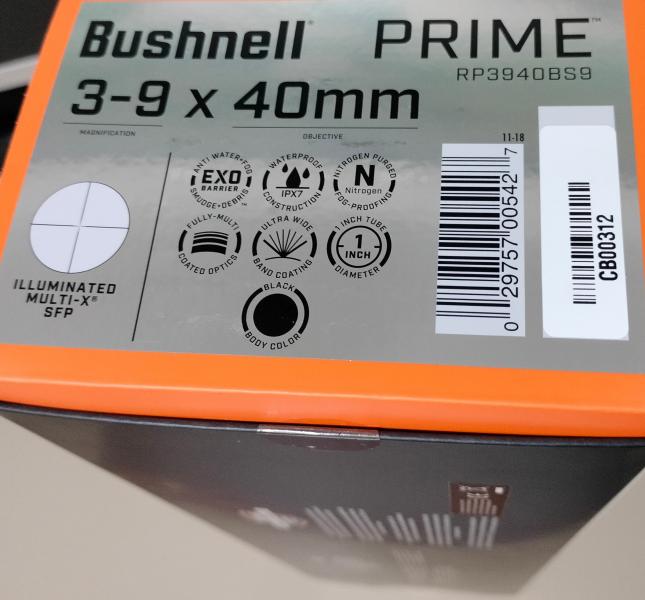 Bushnell®
PRIME™
RP3940BS9
3-9 x 40mm
MAGNIFICATION
OBJECTIVE
11-18
ANTI WATER•FOG
EXO
BARRIER™
SMUDGE•DEBRIS
WATERPROOF
IPX7
CONSTRUCTION
NITROGEN PURGED
N
Nitrogen
FOG-PROOFING
FULLY-MULTI
COATED OPTICS
ULTRA WIDE
BAND COATING
1 INCH TUBE
1
INCH
DIAMETER
BLACK
BODY COLOR
ILLUMINATED
MULTI-X®
SFP
0 29757 00542 7
CB00312